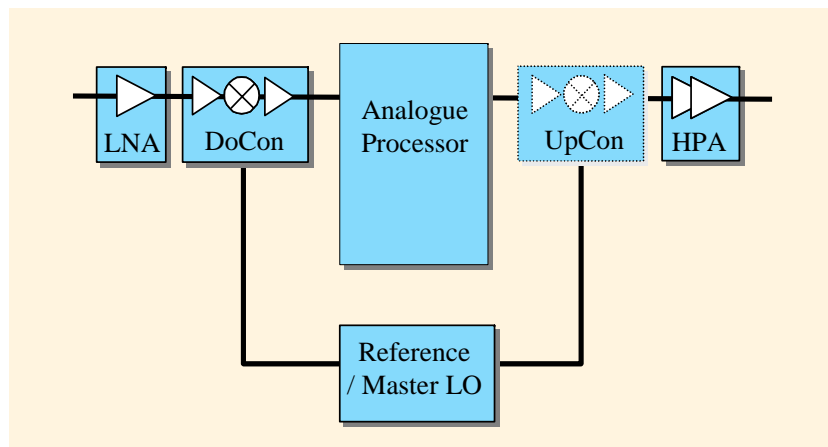 LNA
DoCon
Analogue
Processor
UpCon
HPA
Reference
/ Master LO